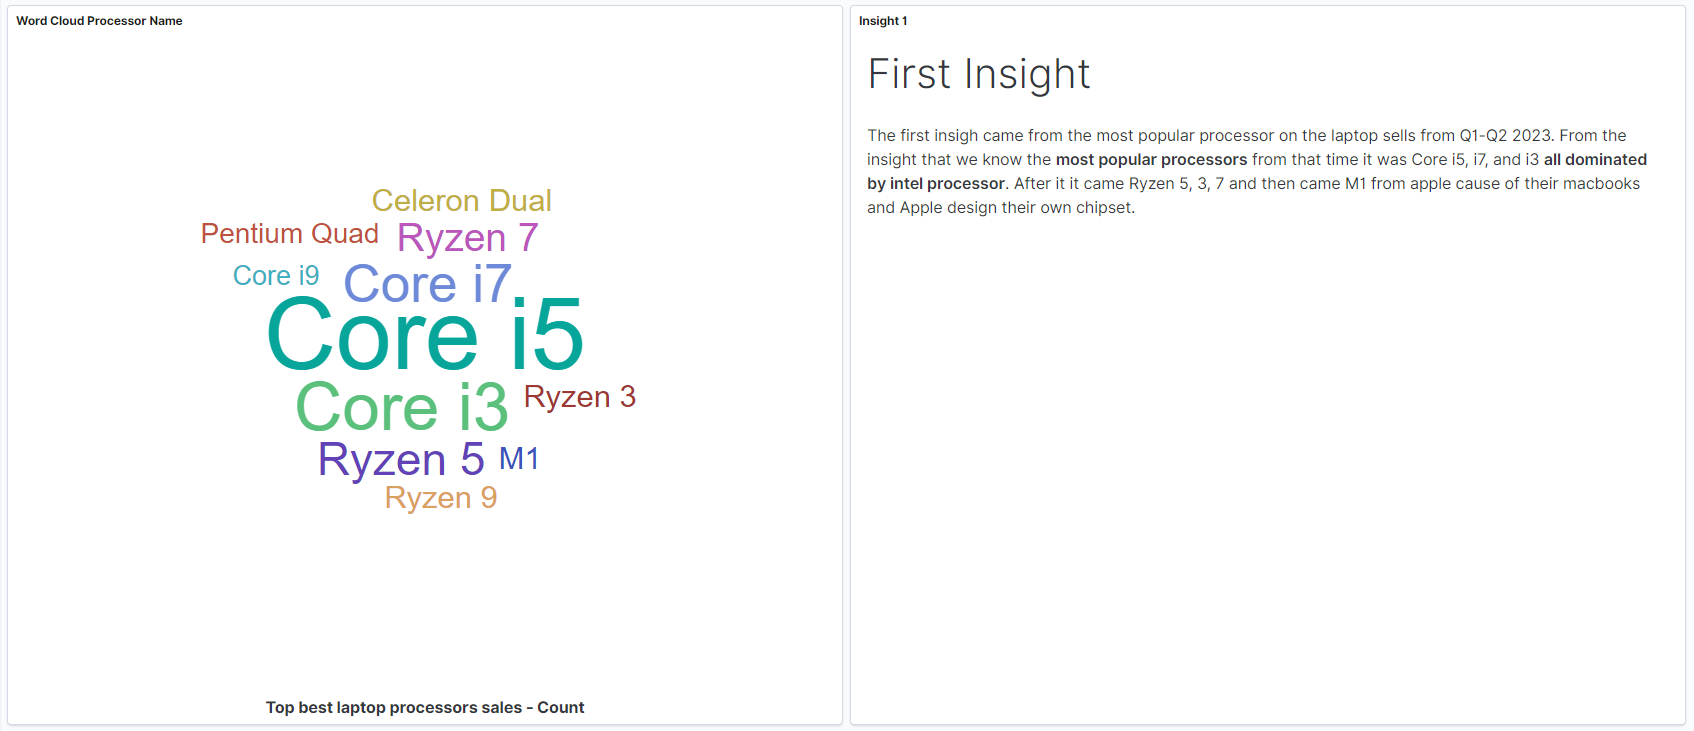 Word Cloud Processor Name
Celeron Dual
Pentium Quad
Ryzen 7
Core i9
Core i7
Core i5
Core i3
Ryzen 3
Ryzen 5
M1
Ryzen 9
Top best laptop processors sales - Count
Insight 1
First Insight
The first insigh came from the most popular processor on the laptop sells from Q1-Q2 2023. From the
insight that we know the most popular processors from that time it was Core i5, i7, and i3 all dominated
by intel processor. After it it came Ryzen 5, 3, 7 and then came M1 from apple cause of their macbooks
and Apple design their own chipset.